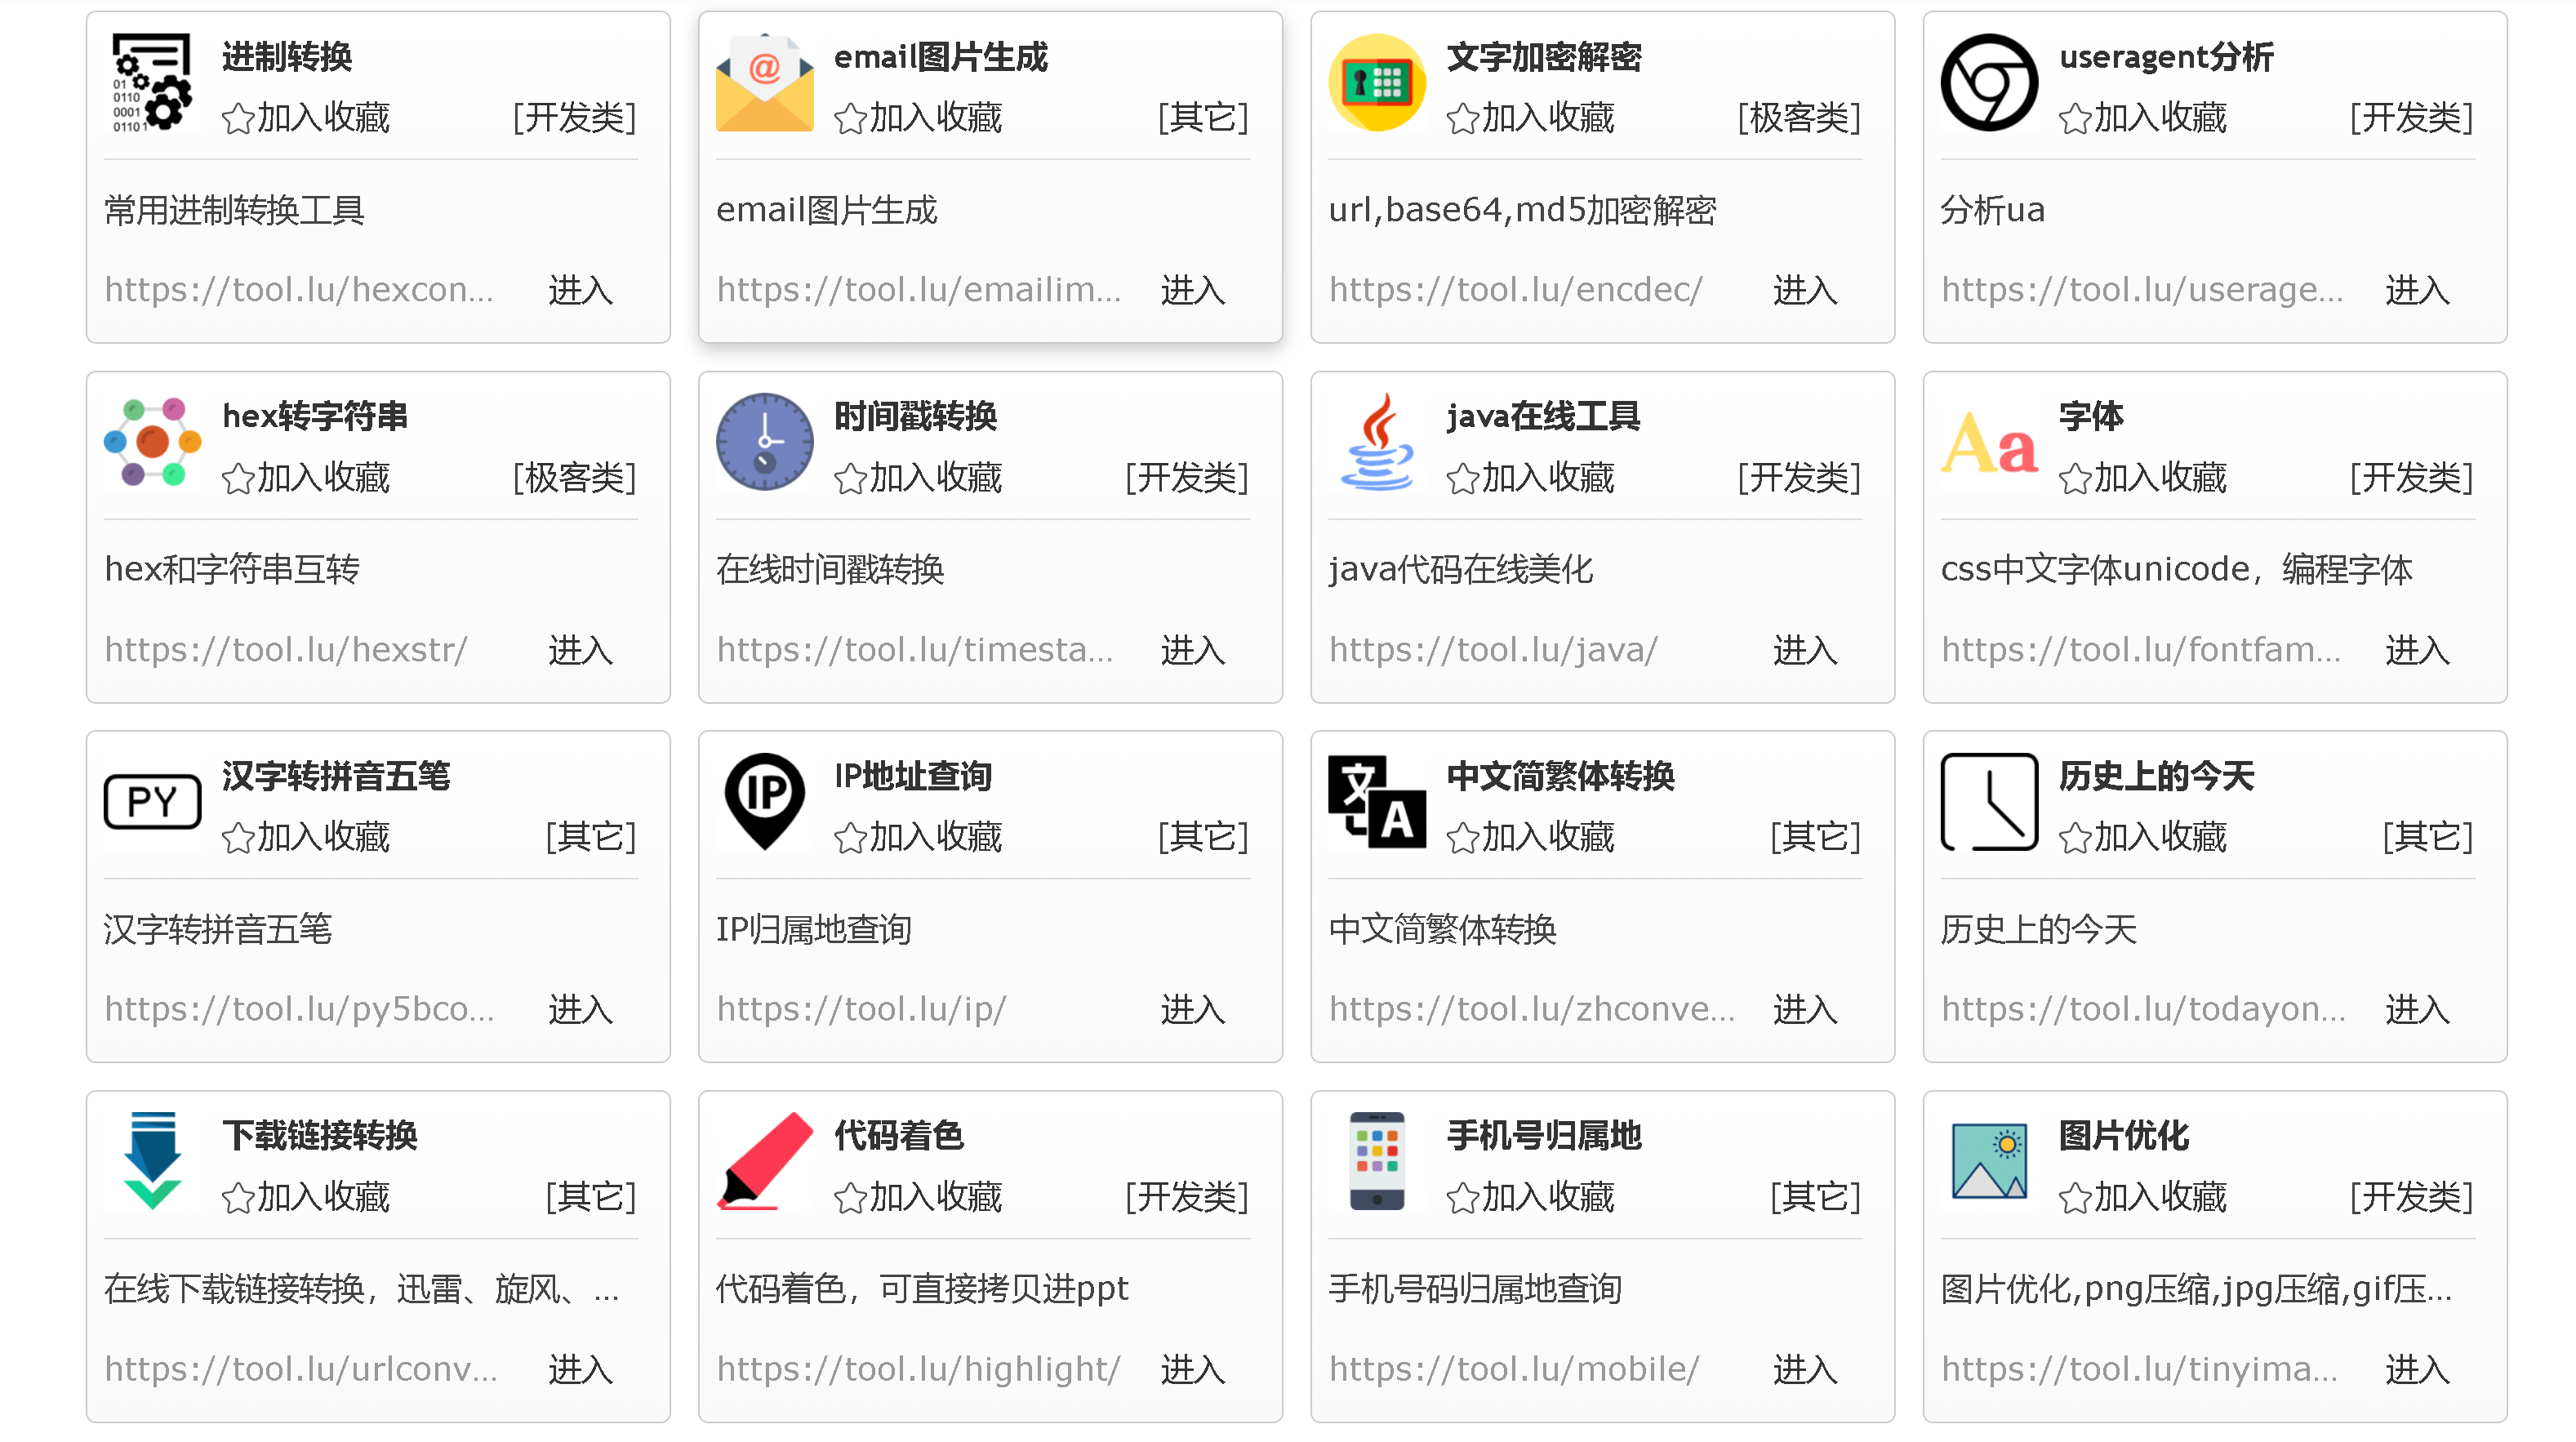 进制转换
☆加入收藏 [开发类]
常用进制转换工具
https://tool.lu/hexcon... 进入
email图片生成
☆加入收藏 [其它]
email图片生成
https://tool.lu/emailim... 进入
文字加密解密
☆加入收藏 [极客类]
url,base64,md5加密解密
https://tool.lu/encdec/ 进入
useragent分析
☆加入收藏 [开发类]
分析ua
https://tool.lu/userage... 进入
hex转字符串
☆加入收藏 [极客类]
hex和字符串互转
https://tool.lu/hexstr/ 进入
时间戳转换
☆加入收藏 [开发类]
在线时间戳转换
https://tool.lu/timesta... 进入
java在线工具
☆加入收藏 [开发类]
java代码在线美化
https://tool.lu/java/ 进入
Aa
字体
☆加入收藏 [开发类]
css中文字体unicode，编程字体
https://tool.lu/fontfam... 进入
PY
汉字转拼音五笔
☆加入收藏 [其它]
汉字转拼音五笔
https://tool.lu/py5bco... 进入
IP
IP地址查询
☆加入收藏 [其它]
IP归属地查询
https://tool.lu/ip/ 进入
文
A
中文简繁体转换
☆加入收藏 [其它]
中文简繁体转换
https://tool.lu/zhconve... 进入
历史上的今天
☆加入收藏 [其它]
历史上的今天
https://tool.lu/todayon... 进入
下载链接转换
☆加入收藏 [其它]
在线下载链接转换，迅雷、旋风、...
https://tool.lu/urlconv... 进入
代码着色
☆加入收藏 [开发类]
代码着色，可直接拷贝进ppt
https://tool.lu/highlight/ 进入
手机号归属地
☆加入收藏 [其它]
手机号码归属地查询
https://tool.lu/mobile/ 进入
图片优化
☆加入收藏 [开发类]
图片优化,png压缩,jpg压缩,gif压...
https://tool.lu/tinyima... 进入